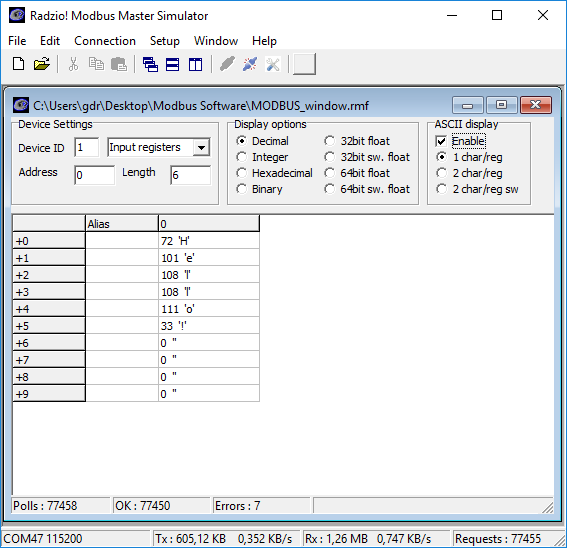 Radzio! Modbus Master Simulator
File Edit Connection Setup Window Help
C:\Users\gdr\Desktop\Modbus Software\MODBUS_window.rmf
Device Settings
Device ID 1 Input registers
Address 0 Length 6
Display options
Decimal 32bit float
Integer 32bit sw. float
Hexadecimal 64bit float
Binary 64bit sw. float
ASCII display
Enable
1 char/reg
2 char/reg
2 char/reg sw
Alias 0
+0 72 'H'
+1 101 'e'
+2 108 'l'
+3 108 'l'
+4 111 'o'
+5 33 '!'
+6 0 ''
+7 0 ''
+8 0 ''
+9 0 ''
Polls : 77458 OK : 77450 Errors : 7
COM47 115200 Tx : 605,12 KB 0,352 KB/s Rx : 1,26 MB 0,747 KB/s Requests : 77455